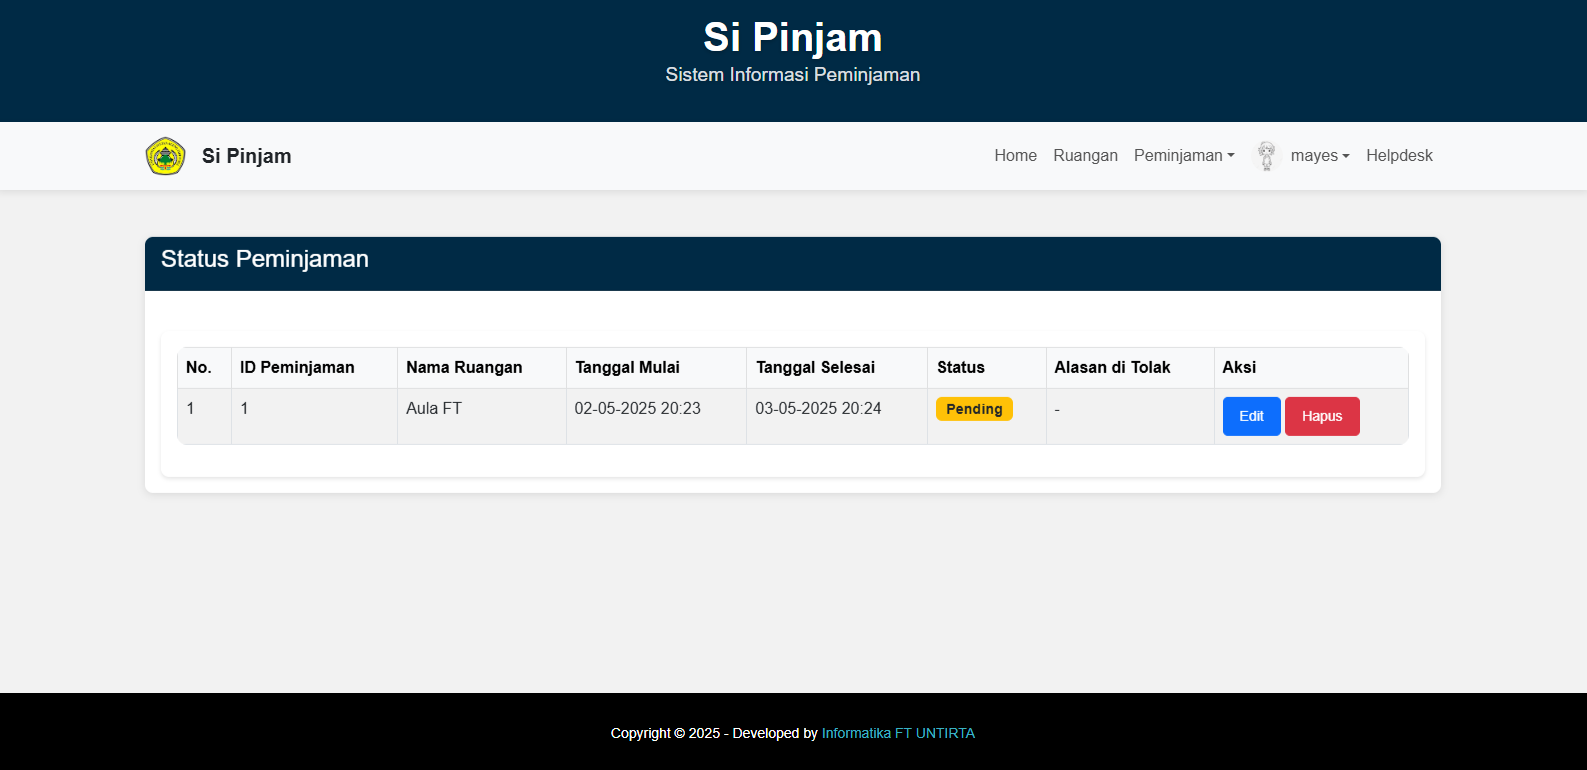 Si Pinjam
Sistem Informasi Peminjaman
Si Pinjam
Home Ruangan Peminjaman mayes Helpdesk
Status Peminjaman
No. ID Peminjaman Nama Ruangan Tanggal Mulai Tanggal Selesai Status Alasan di Tolak Aksi
1 1 Aula FT 02-05-2025 20:23 03-05-2025 20:24 Pending - Edit Hapus
Copyright © 2025 - Developed by Informatika FT UNTIRTA